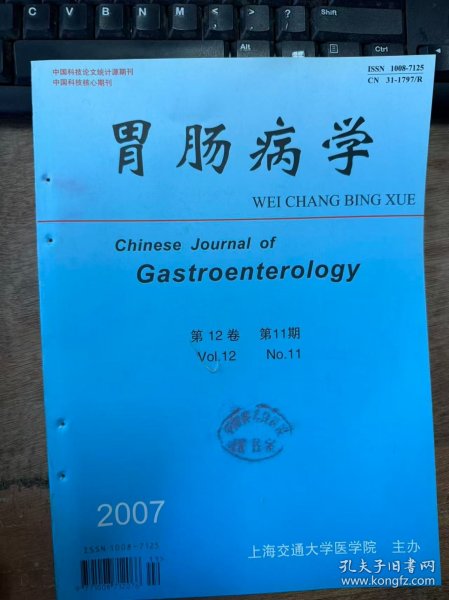 C
V
B
N
M
Shift
Alt
Ctrl
中国科技论文统计源期刊
中国科技核心期刊
ISSN 1008-7125
CN 31-1797/R
胃肠病学
WEI CHANG BING XUE
Chinese Journal of
Gastroenterology
第12卷 第11期
Vol.12 No.11
2007
ISSN 1008-7125
上海交通大学医学院 主办
孔夫子旧书网
www.kongfz.com